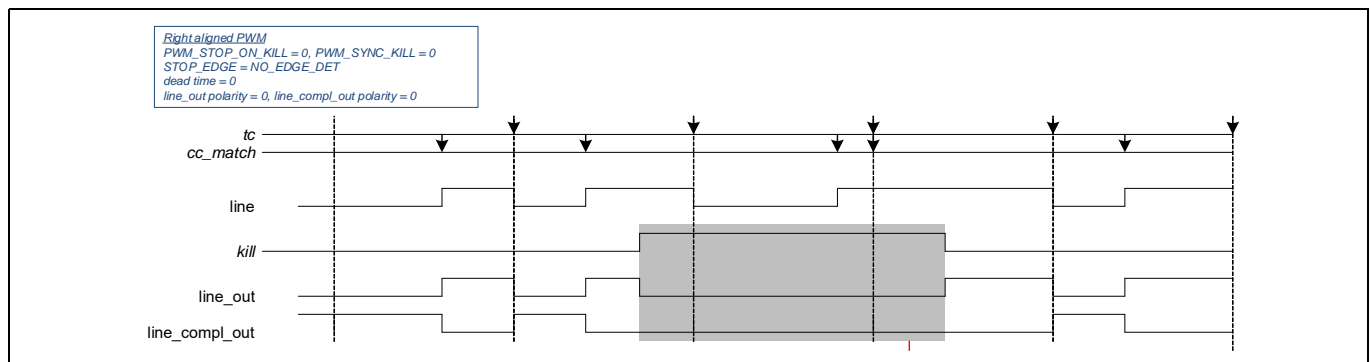 Right aligned PWM
PWM_STOP_ON_KILL = 0, PWM_SYNC_KILL = 0
STOP_EDGE = NO_EDGE_DET
dead time = 0
line_out polarity = 0, line_compl_out polarity = 0
tc
cc_match
line
kill
line_out
line_compl_out